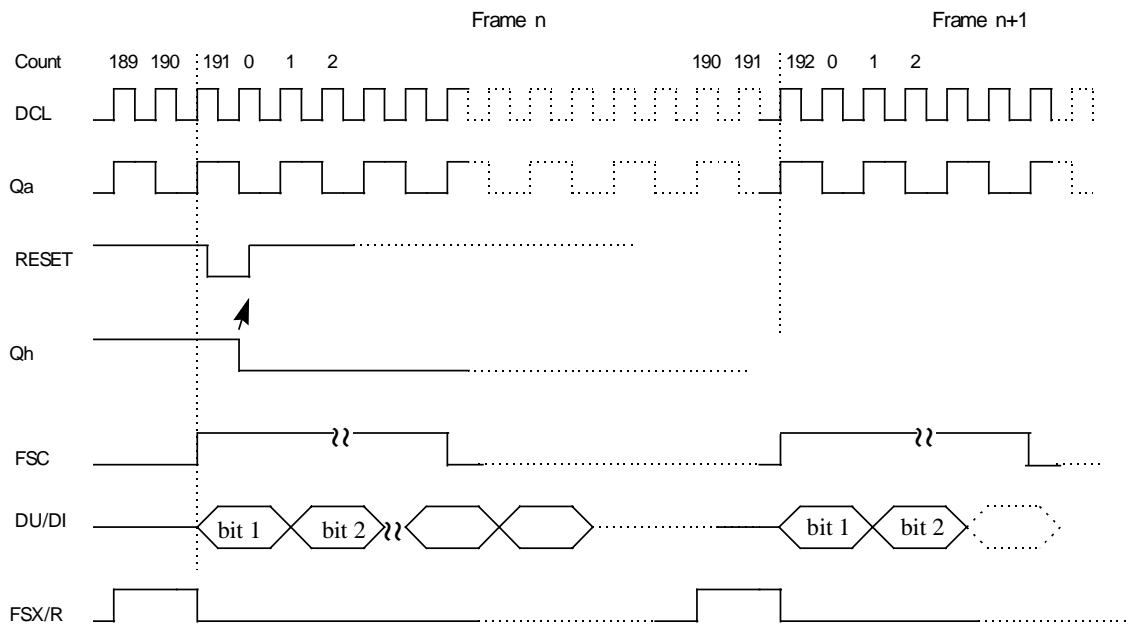 Frame n Frame n+1
Count 189 190 191 0 1 2 190 191 192 0 1 2
DCL
Qa
RESET
Qh
FSC
DU/DI bit 1 bit 2 bit 1 bit 2
FSX/R